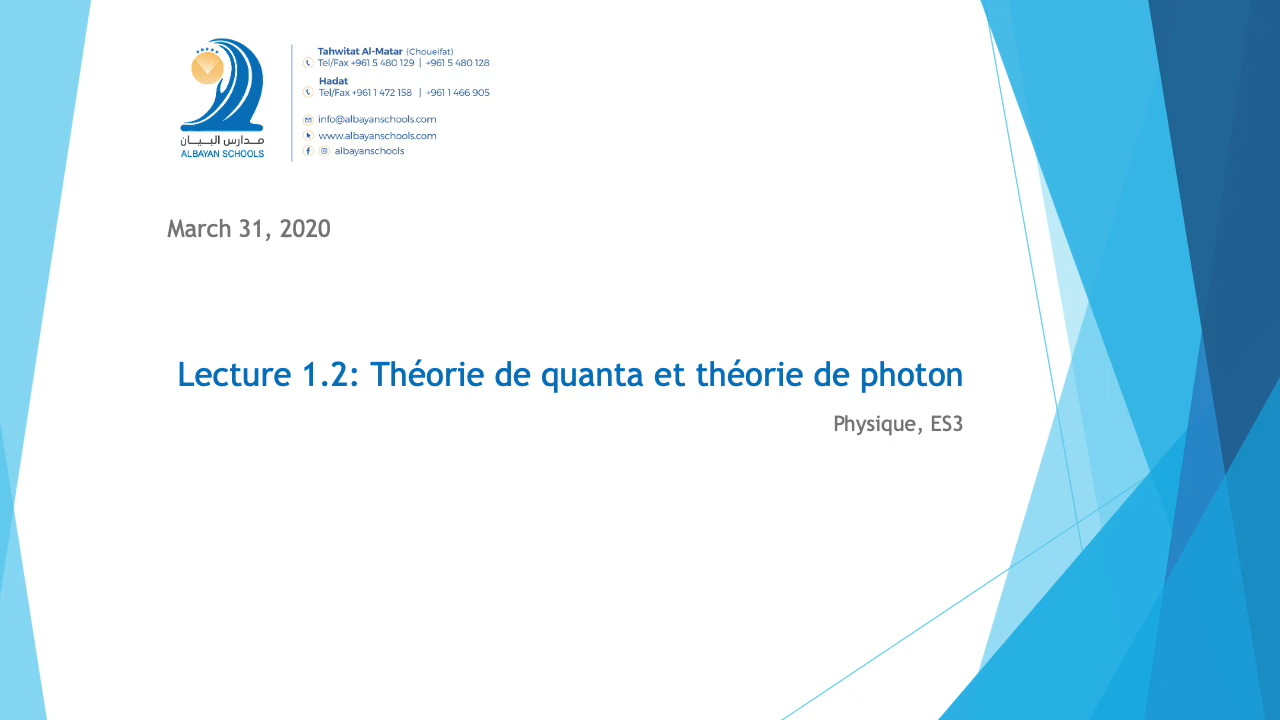 مدارس البيان
ALBAYAN SCHOOLS
Tahwitat Al-Matar (Choueifat)
Tel/Fax +961 5 480 129 | +961 5 480 128
Hadat
Tel/Fax +961 1 472 158 | +961 1 466 905
info@albayanschools.com
www.albayanschools.com
albayanschools
March 31, 2020
Lecture 1.2: Théorie de quanta et théorie de photon
Physique, ES3